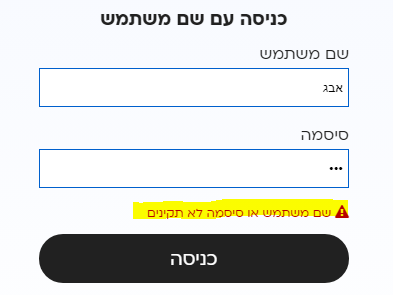 כניסה עם שם משתמש
שם משתמש
אבג
סיסמה
•••
שם משתמש או סיסמה לא תקינים
כניסה